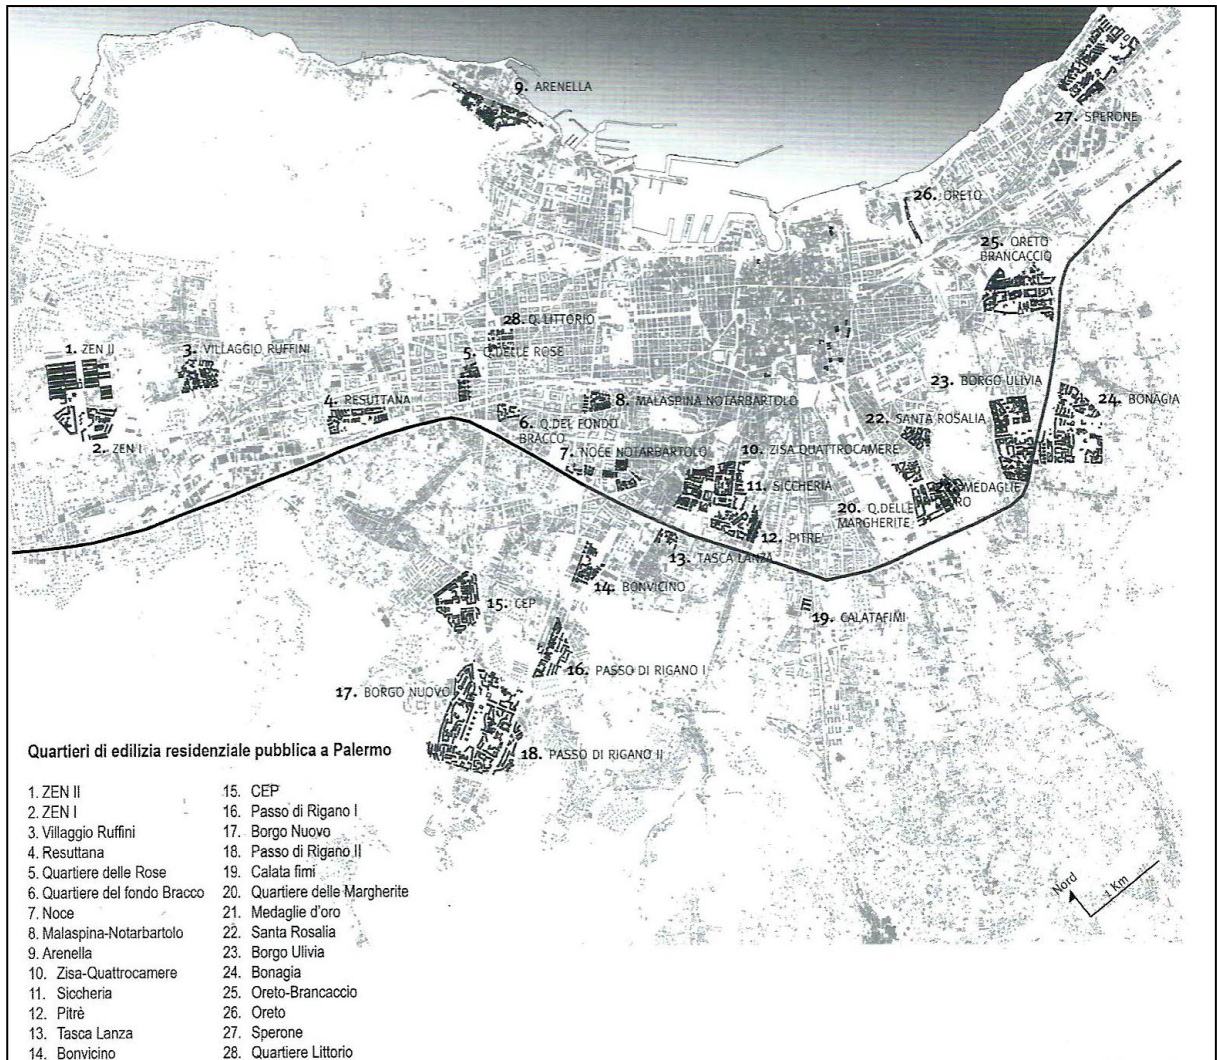 9. ARENELLA
27. SPERONE
26. ORETO
25. ORETO
BRANCACCIO
28. Q. LITTORIO
1. ZEN II
3. VILLAGGIO RUFFINI
5. Q.DELLE ROSE
23. BORGO ULIVIA
4. RESUTTANA
8. MALASPINA NOTARBARTOLO
24. BONAGIA
22. SANTA ROSALIA
6. Q.DEL FONDO
BRACCO
2. ZEN I
7. NOCE NOTARBARTOLO
10. ZISA QUATTROCAMERE
11. SICCHERIA
MEDAGLIE
20. Q.DELLE
MARGHERITE
12. PITRE'
13. TASCA LANZA
14. BONVICINO
15. CEP
19. CALATAFIMI
16. PASSO DI RIGANO I
17. BORGO NUOVO
18. PASSO DI RIGANO II
Quartieri di edilizia residenziale pubblica a Palermo
1. ZEN II
2. ZEN I
3. Villaggio Ruffini
4. Resuttana
5. Quartiere delle Rose
6. Quartiere del fondo Bracco
7. Noce
8. Malaspina-Notarbartolo
9. Arenella
10. Zisa-Quattrocamere
11. Siccheria
12. Pitrè
13. Tasca Lanza
14. Bonvicino
15. CEP
16. Passo di Rigano I
17. Borgo Nuovo
18. Passo di Rigano II
19. Calata fimi
20. Quartiere delle Margherite
21. Medaglie d'oro
22. Santa Rosalia
23. Borgo Ulivia
24. Bonagia
25. Oreto-Brancaccio
26. Oreto
27. Sperone
28. Quartiere Littorio
Nord
1 Km